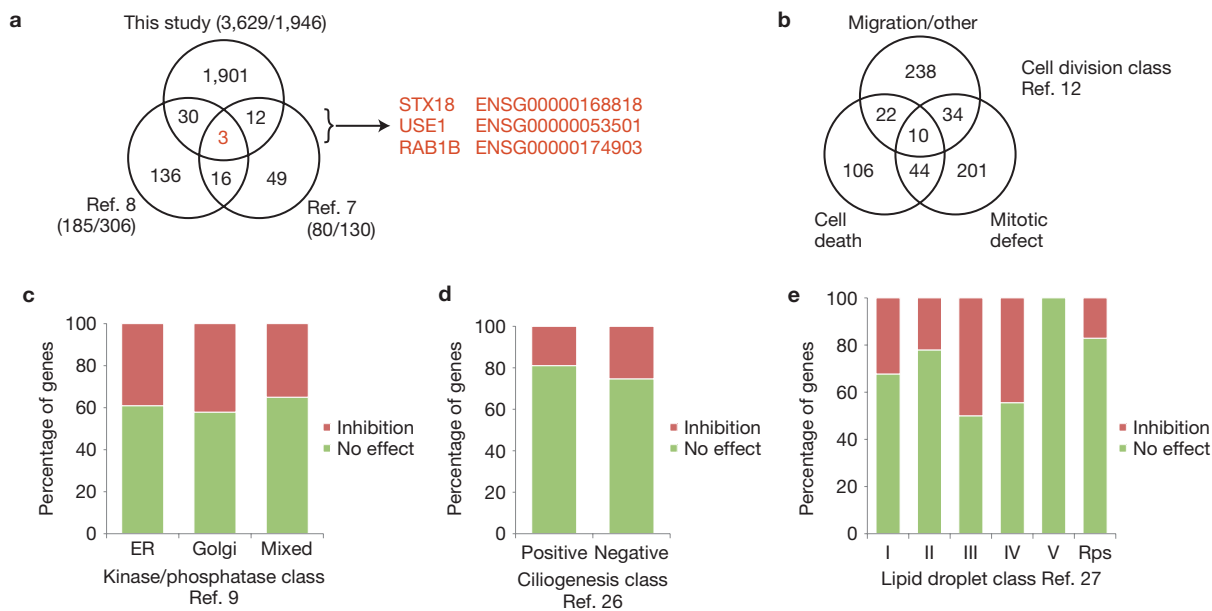 a
This study (3,629/1,946)
1,901
30
12
3
136
16
49
Ref. 8
(185/306)
Ref. 7
(80/130)
STX18 ENSG00000168818
USE1 ENSG00000053501
RAB1B ENSG00000174903
b
Migration/other
238
Cell division class
Ref. 12
22
34
10
106
44
201
Cell
death
Mitotic
defect
c
Percentage of genes
100
80
60
40
20
0
ER Golgi Mixed
Kinase/phosphatase class
Ref. 9
Inhibition
No effect
d
Percentage of genes
100
80
60
40
20
0
Positive Negative
Ciliogenesis class
Ref. 26
Inhibition
No effect
e
Percentage of genes
100
80
60
40
20
0
I II III IV V Rps
Lipid droplet class Ref. 27
Inhibition
No effect